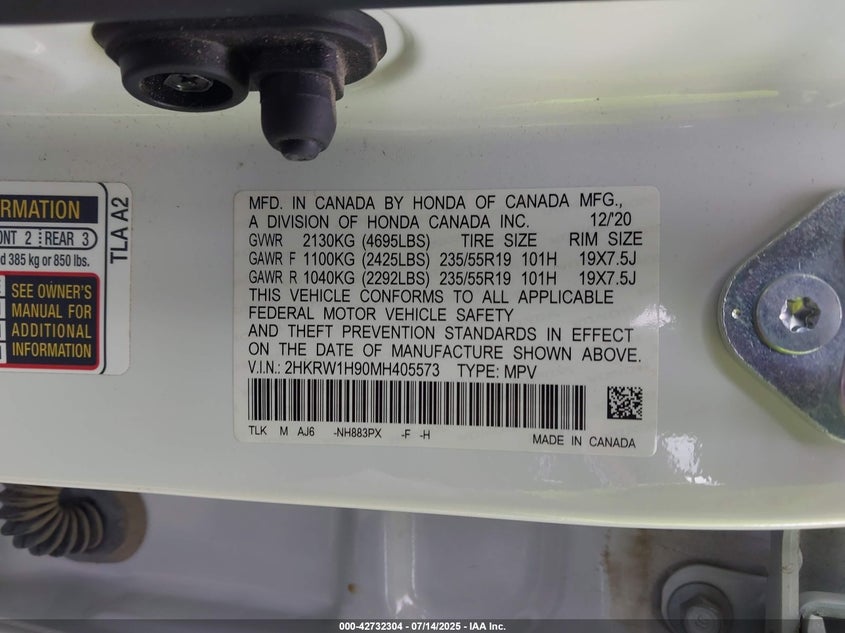 MFD. IN CANADA BY HONDA OF CANADA MFG.,
A DIVISION OF HONDA CANADA INC. 12/'20
GVWR 2130KG (4695LBS) TIRE SIZE RIM SIZE
GAWR F 1100KG (2425LBS) 235/55R19 101H 19X7.5J
GAWR R 1040KG (2292LBS) 235/55R19 101H 19X7.5J
THIS VEHICLE CONFORMS TO ALL APPLICABLE
FEDERAL MOTOR VEHICLE SAFETY
AND THEFT PREVENTION STANDARDS IN EFFECT
ON THE DATE OF MANUFACTURE SHOWN ABOVE.
V.I.N.: 2HKRW1H90MH405573 TYPE: MPV
TLK M AJ6 -NH883PX -F -H
MADE IN CANADA
RMATION
ONT 2 REAR 3
d 385 kg or 850 lbs.
SEE OWNER'S
MANUAL FOR
ADDITIONAL
INFORMATION
TLA A2
000-42732304 - 07/14/2025 - IAA Inc.